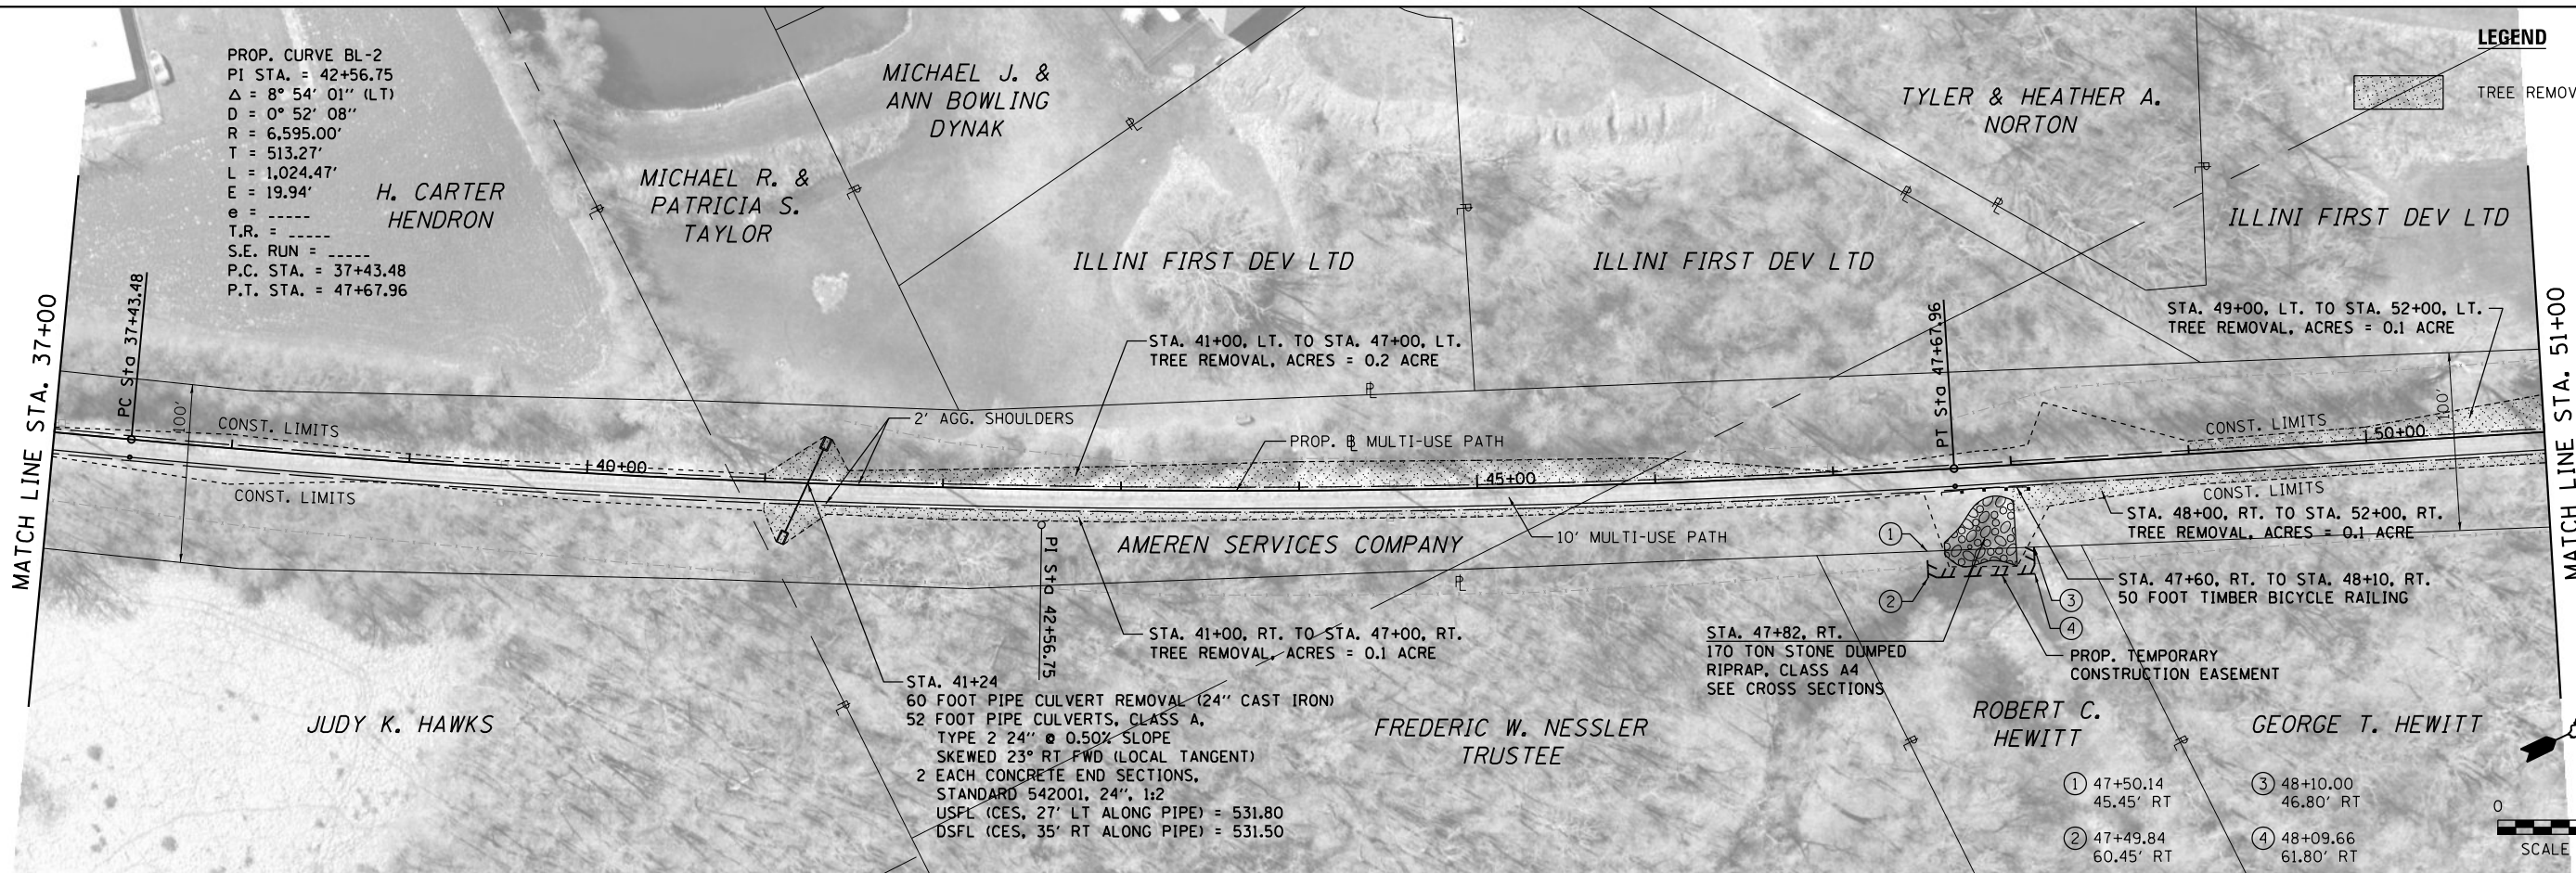 PROP. CURVE BL-2
PI STA. = 42+56.75
Δ = 8° 54' 01'' (LT)
D = 0° 52' 08''
R = 6,595.00'
T = 513.27'
L = 1,024.47'
E = 19.94'
e = -----
T.R. = -----
S.E. RUN = -----
P.C. STA. = 37+43.48
P.T. STA. = 47+67.96
H. CARTER
HENDRON
MICHAEL R. &
PATRICIA S.
TAYLOR
MICHAEL J. &
ANN BOWLING
DYNAK
ILLINI FIRST DEV LTD
ILLINI FIRST DEV LTD
TYLER & HEATHER A.
NORTON
ILLINI FIRST DEV LTD
LEGEND
TREE REMOV
MATCH LINE STA. 37+00
PC Sta 37+43.48
100'
CONST. LIMITS
CONST. LIMITS
40+00
2' AGG. SHOULDERS
STA. 41+00, LT. TO STA. 47+00, LT.
TREE REMOVAL, ACRES = 0.2 ACRE
PROP. ⅊ MULTI-USE PATH
45+00
10' MULTI-USE PATH
AMEREN SERVICES COMPANY
PI Sta 42+56.75
STA. 41+00, RT. TO STA. 47+00, RT.
TREE REMOVAL, ACRES = 0.1 ACRE
STA. 41+24
60 FOOT PIPE CULVERT REMOVAL (24'' CAST IRON)
52 FOOT PIPE CULVERTS, CLASS A,
TYPE 2 24'' @ 0.50% SLOPE
SKEWED 23° RT FWD (LOCAL TANGENT)
2 EACH CONCRETE END SECTIONS,
STANDARD 542001, 24'', 1:2
USFL (CES, 27' LT ALONG PIPE) = 531.80
DSFL (CES, 35' RT ALONG PIPE) = 531.50
JUDY K. HAWKS
FREDERIC W. NESSLER
TRUSTEE
PT Sta 47+67.96
STA. 49+00, LT. TO STA. 52+00, LT.
TREE REMOVAL, ACRES = 0.1 ACRE
CONST. LIMITS
50+00
100'
CONST. LIMITS
STA. 48+00, RT. TO STA. 52+00, RT.
TREE REMOVAL, ACRES = 0.1 ACRE
STA. 47+60, RT. TO STA. 48+10, RT.
50 FOOT TIMBER BICYCLE RAILING
1
2
3
4
STA. 47+82, RT.
170 TON STONE DUMPED
RIPRAP, CLASS A4
SEE CROSS SECTIONS
PROP. TEMPORARY
CONSTRUCTION EASEMENT
ROBERT C.
HEWITT
GEORGE T. HEWITT
1 47+50.14
45.45' RT
2 47+49.84
60.45' RT
3 48+10.00
46.80' RT
4 48+09.66
61.80' RT
MATCH LINE STA. 51+00
0
SCALE